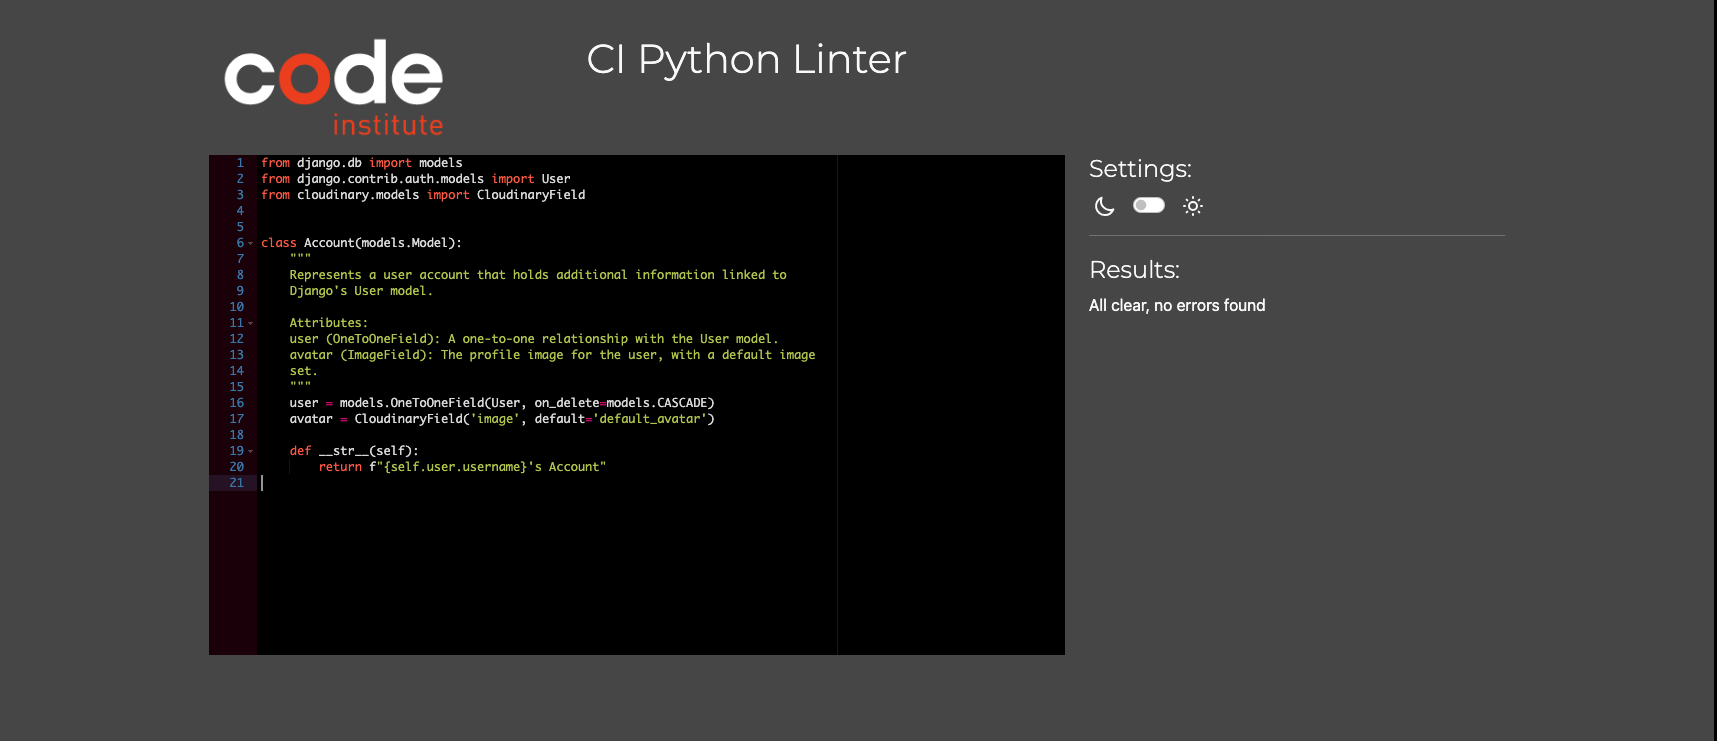 code
institute
CI Python Linter
1 from django.db import models
2 from django.contrib.auth.models import User
3 from cloudinary.models import CloudinaryField
4
5
6 class Account(models.Model):
7     """
8     Represents a user account that holds additional information linked to
9     Django's User model.
10
11     Attributes:
12     user (OneToOneField): A one-to-one relationship with the User model.
13     avatar (ImageField): The profile image for the user, with a default image
14     set.
15     """
16     user = models.OneToOneField(User, on_delete=models.CASCADE)
17     avatar = CloudinaryField('image', default='default_avatar')
18
19     def __str__(self):
20         return f"{self.user.username}'s Account"
21
Settings:
Results:
All clear, no errors found